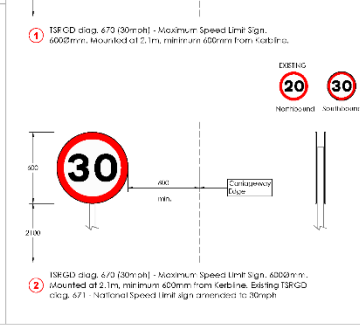 1 TSRGD diag. 670 (30mph) - Maximum Speed Limit Sign.
600Ømm. Mounted at 2.1m, minimum 600mm from Kerbline.
EXISTING
20 30
Northbound Southbound
30
600
600
min.
Carriageway
Edge
2100
2 TSRGD diag. 670 (30mph) - Maximum Speed Limit Sign. 600Ømm.
Mounted at 2.1m, minimum 600mm from Kerbline. Existing TSRGD
diag. 671 - National Speed Limit sign amended to 30mph